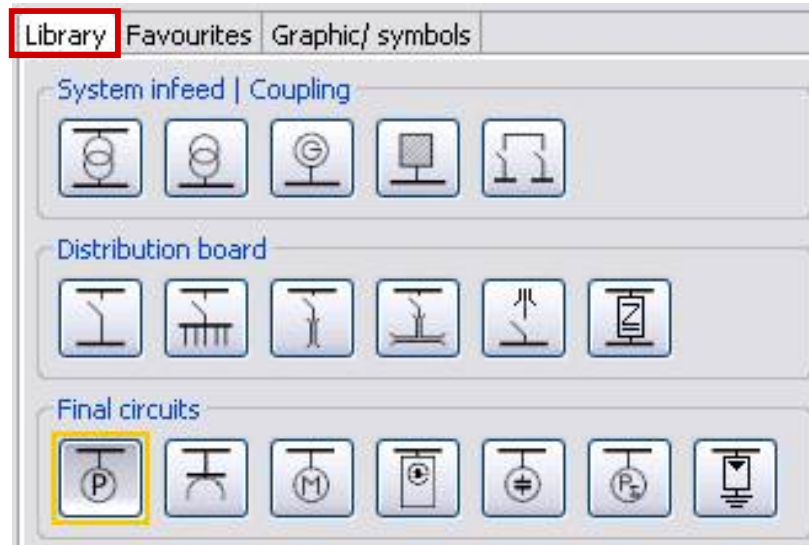 Library Favourites Graphic/ symbols
System infeed | Coupling
G
Distribution board
Z
Final circuits
P M P